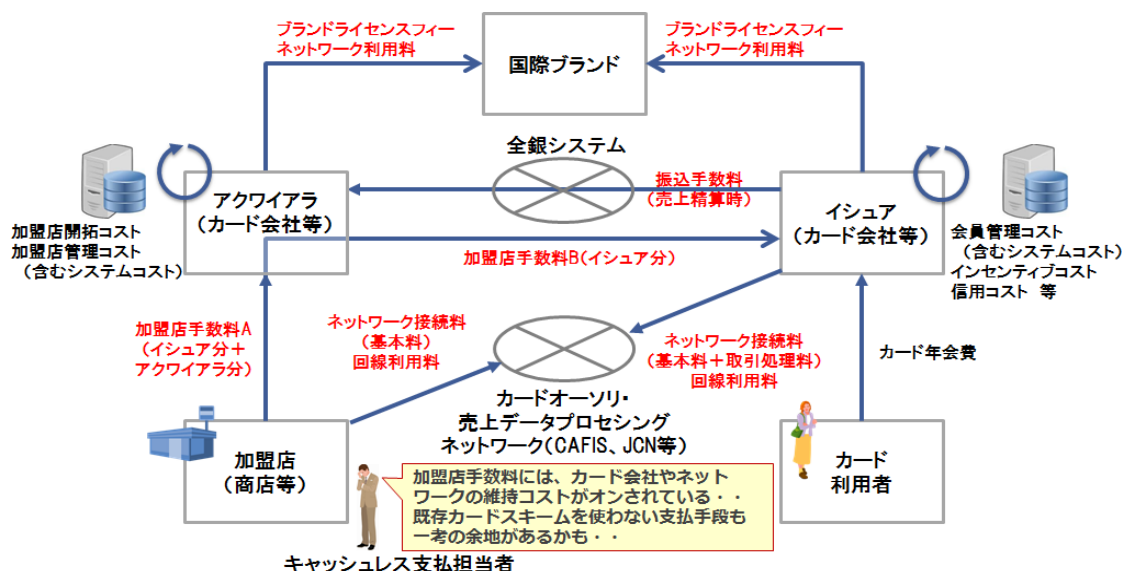 ブランドライセンスフィー
ネットワーク利用料
ブランドライセンスフィー
ネットワーク利用料
国際ブランド
全銀システム
アクワイアラ
（カード会社等）
振込手数料
（売上精算時）
イシュア
（カード会社等）
加盟店開拓コスト
加盟店管理コスト
（含むシステムコスト）
会員管理コスト
（含むシステムコスト）
インセンティブコスト
信用コスト 等
加盟店手数料B（イシュア分）
加盟店手数料A
（イシュア分＋
アクワイアラ分）
ネットワーク接続料
（基本料）
回線利用料
ネットワーク接続料
（基本料＋取引処理料）
回線利用料
カード年会費
カードオーソリ・
売上データプロセシング
ネットワーク（CAFIS、JCN等）
加盟店
（商店等）
カード
利用者
加盟店手数料には、カード会社やネット
ワークの維持コストがオンされている・・
既存カードスキームを使わない支払手段も
一考の余地があるかも・・
キャッシュレス支払担当者